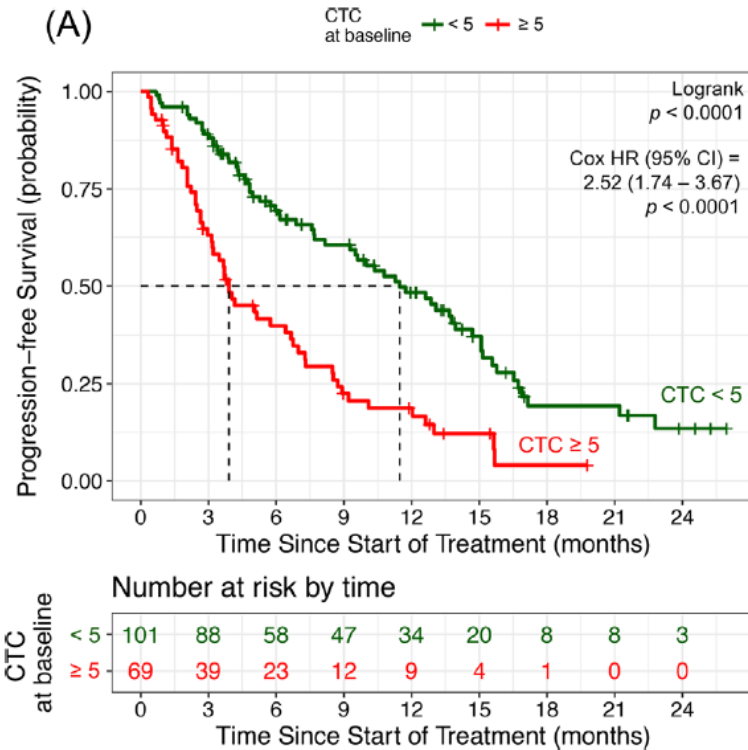 (A)
CTC
at baseline
< 5
≥ 5
Progression−free Survival (probability)
1.00
0.75
0.50
0.25
0.00
Logrank
p < 0.0001
Cox HR (95% CI) =
2.52 (1.74 – 3.67)
p < 0.0001
CTC < 5
CTC ≥ 5
0 3 6 9 12 15 18 21 24
Time Since Start of Treatment (months)
Number at risk by time
CTC
at baseline
< 5 101 88 58 47 34 20 8 8 3
≥ 5 69 39 23 12 9 4 1 0 0
0 3 6 9 12 15 18 21 24
Time Since Start of Treatment (months)